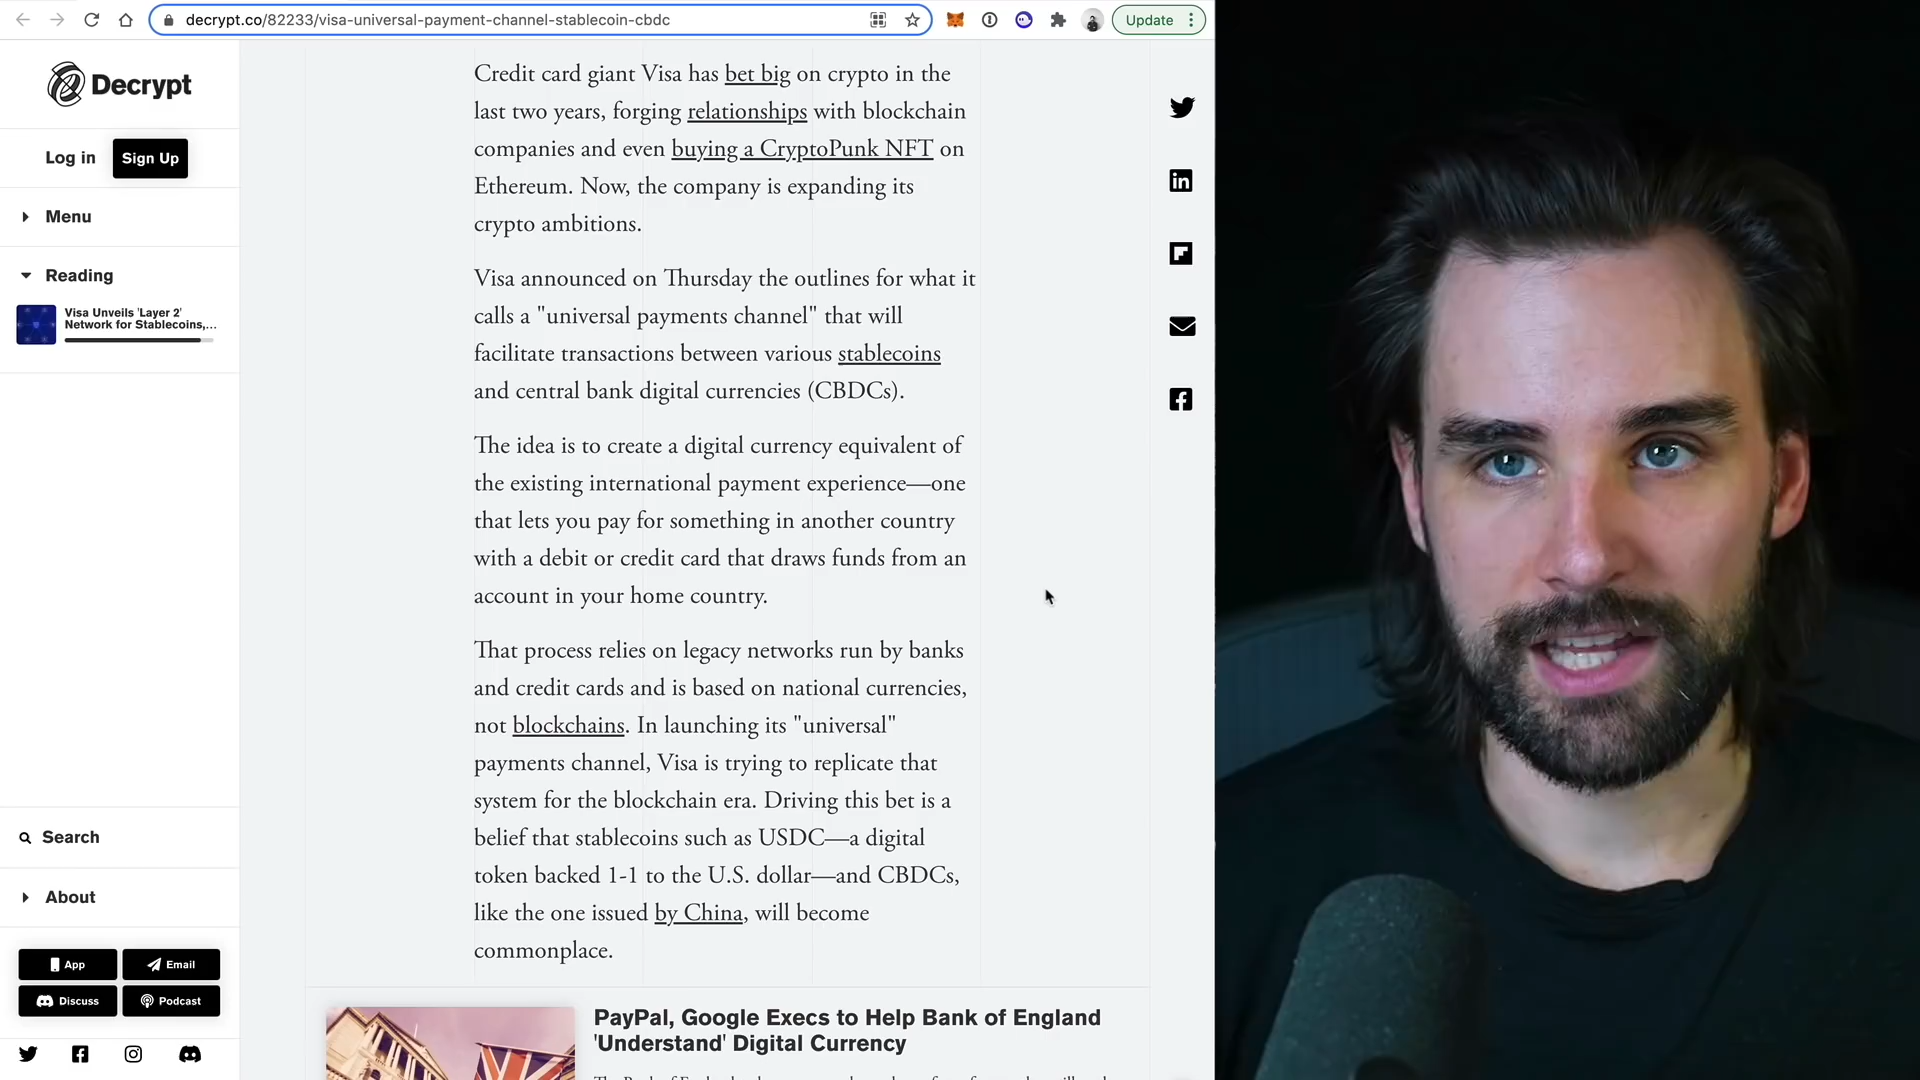 decrypt.co/82233/visa-universal-payment-channel-stablecoin-cbdc
Update
Decrypt
Log in
Sign Up
Menu
Reading
Visa Unveils 'Layer 2'
Network for Stablecoins,...
Search
About
App
Email
Discuss
Podcast
Credit card giant Visa has bet big on crypto in the
last two years, forging relationships with blockchain
companies and even buying a CryptoPunk NFT on
Ethereum. Now, the company is expanding its
crypto ambitions.
Visa announced on Thursday the outlines for what it
calls a "universal payments channel" that will
facilitate transactions between various stablecoins
and central bank digital currencies (CBDCs).
The idea is to create a digital currency equivalent of
the existing international payment experience—one
that lets you pay for something in another country
with a debit or credit card that draws funds from an
account in your home country.
That process relies on legacy networks run by banks
and credit cards and is based on national currencies,
not blockchains. In launching its "universal"
payments channel, Visa is trying to replicate that
system for the blockchain era. Driving this bet is a
belief that stablecoins such as USDC—a digital
token backed 1-1 to the U.S. dollar—and CBDCs,
like the one issued by China, will become
commonplace.
PayPal, Google Execs to Help Bank of England
'Understand' Digital Currency